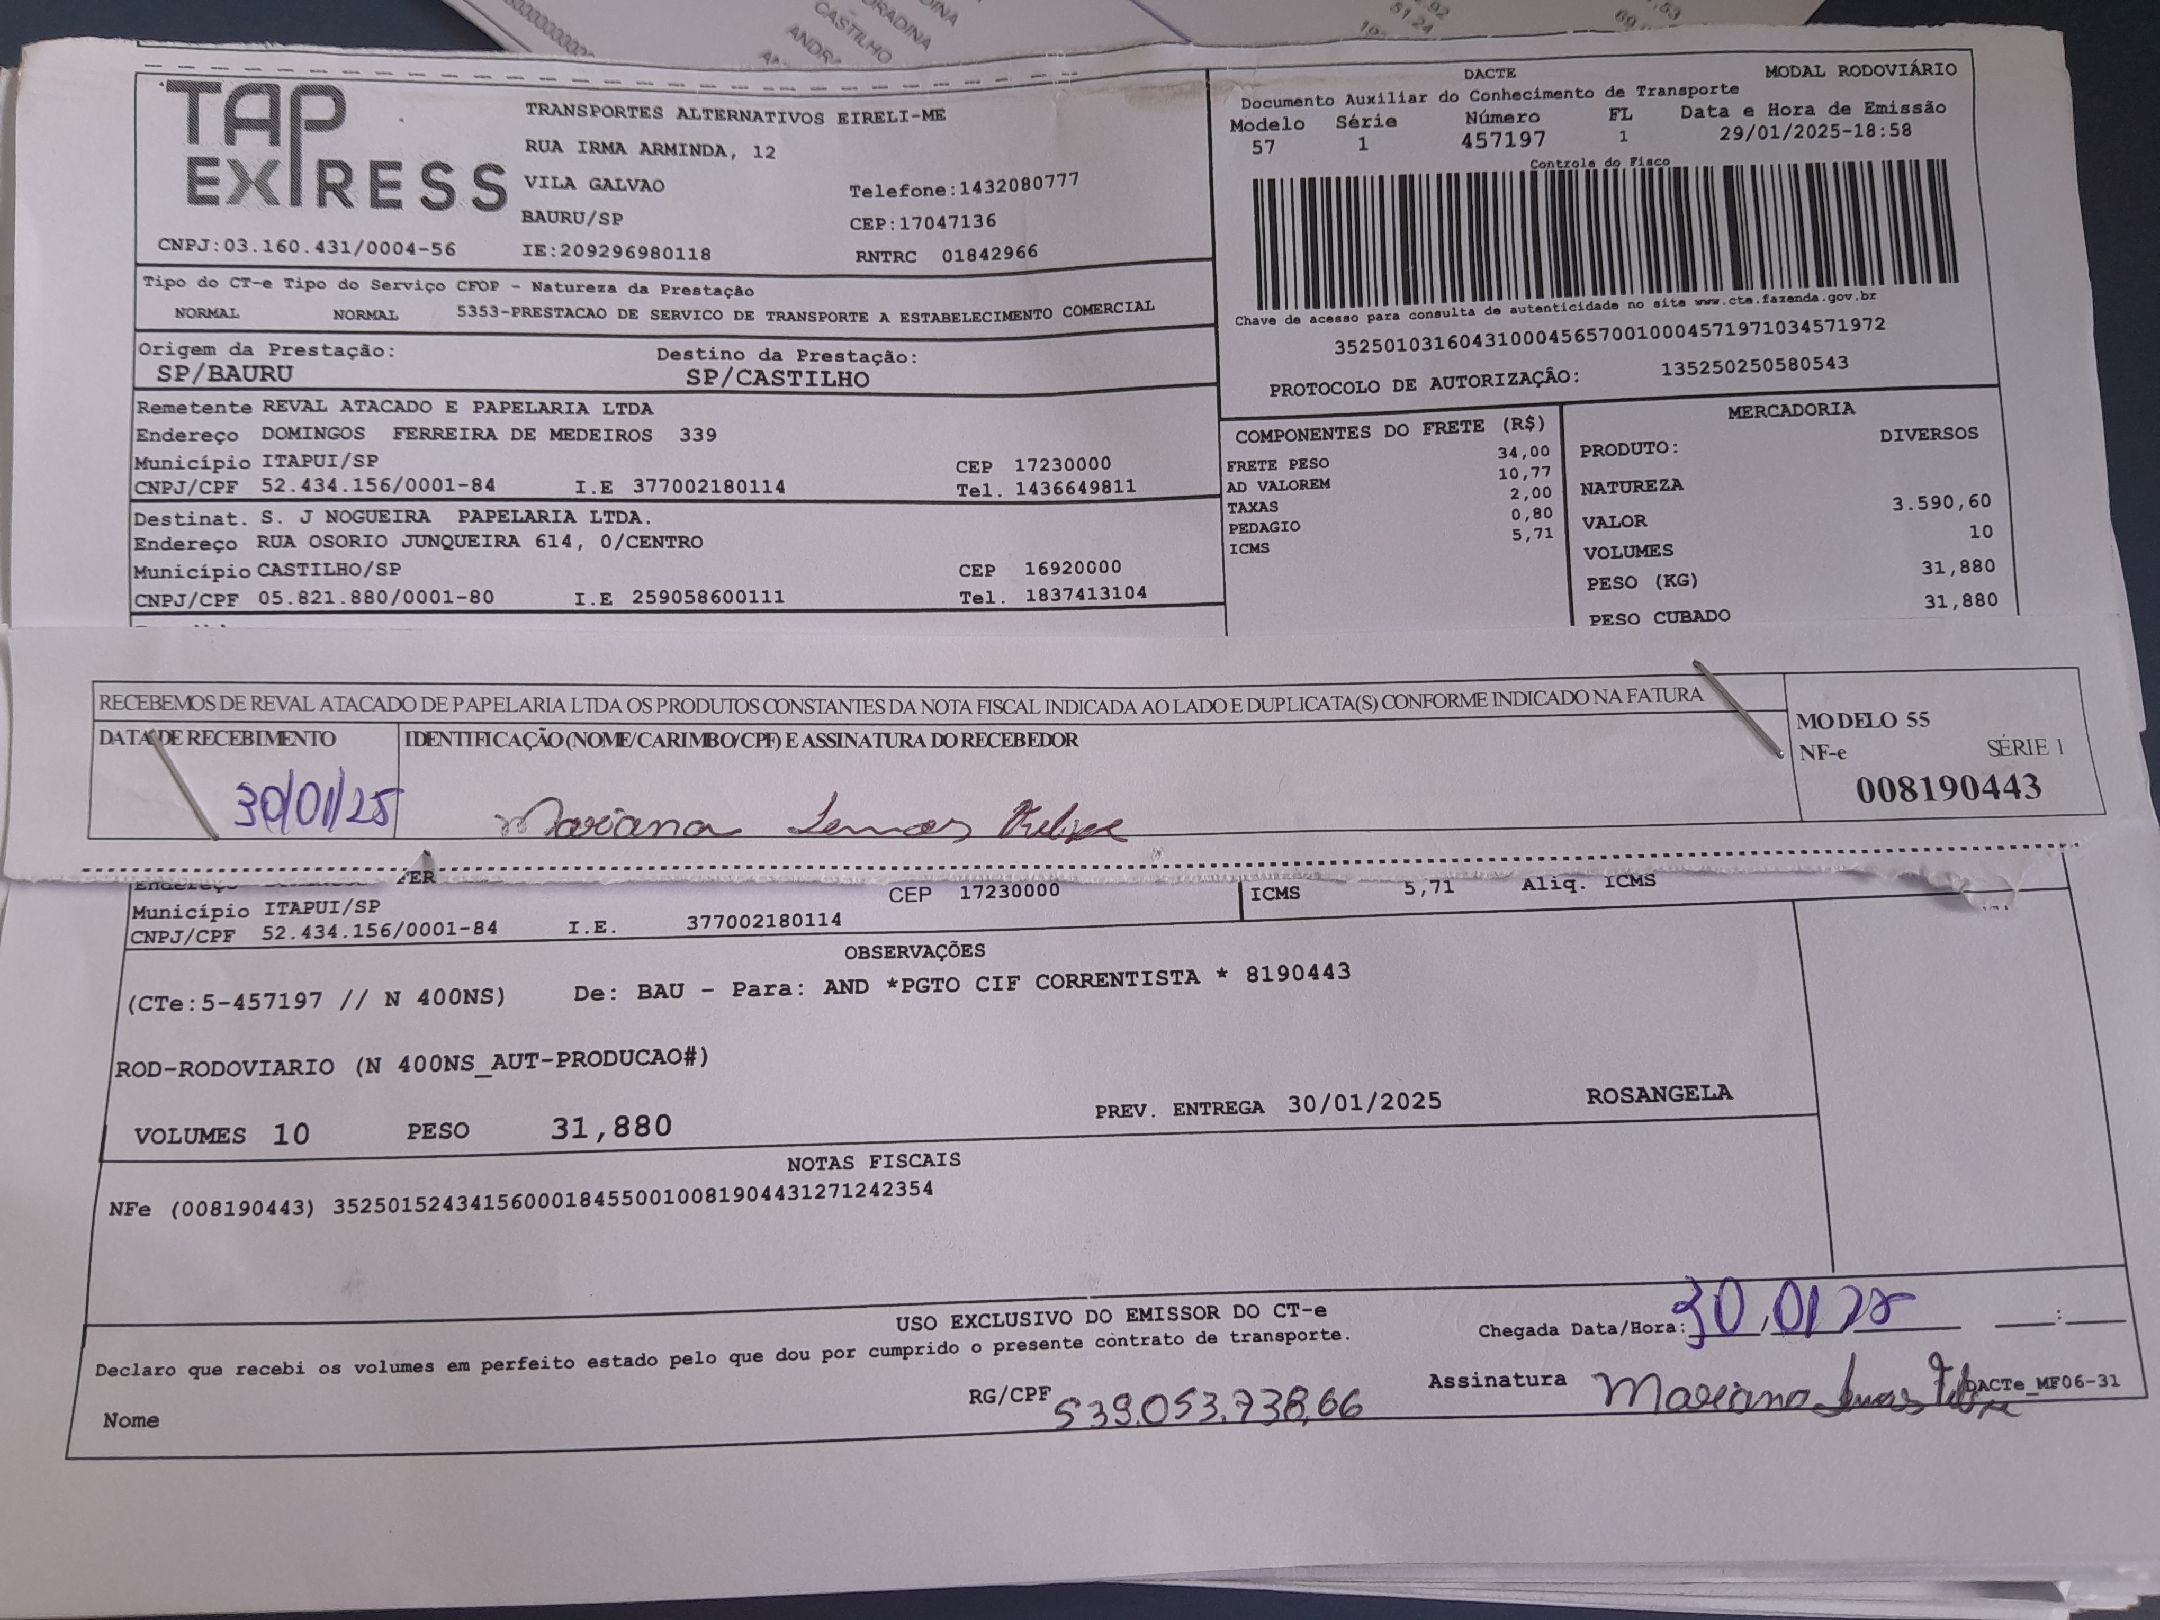 TAP
EXPRESS
TRANSPORTES ALTERNATIVOS EIRELI-ME
RUA IRMA ARMINDA, 12
VILA GALVAO Telefone:1432080777
BAURU/SP CEP:17047136
CNPJ:03.160.431/0004-56 IE:209296980118 RNTRC 01842966
DACTE MODAL RODOVIÁRIO
Documento Auxiliar do Conhecimento de Transporte
Modelo Série Número FL Data e Hora de Emissão
57 1 457197 1 29/01/2025-18:58
Controle do Fisco
Chave de acesso para consulta de autenticidade no site www.cte.fazenda.gov.br
35250103160431000456570010004571971034571972
PROTOCOLO DE AUTORIZAÇÃO: 135250250580543
Tipo do CT-e Tipo do Serviço CFOP - Natureza da Prestação
NORMAL NORMAL 5353-PRESTACAO DE SERVICO DE TRANSPORTE A ESTABELECIMENTO COMERCIAL
Origem da Prestação: Destino da Prestação:
SP/BAURU SP/CASTILHO
Remetente REVAL ATACADO E PAPELARIA LTDA
Endereço DOMINGOS FERREIRA DE MEDEIROS 339
Município ITAPUI/SP CEP 17230000
CNPJ/CPF 52.434.156/0001-84 I.E 377002180114 Tel. 1436649811
Destinat. S. J NOGUEIRA PAPELARIA LTDA.
Endereço RUA OSORIO JUNQUEIRA 614, 0/CENTRO
Município CASTILHO/SP CEP 16920000
CNPJ/CPF 05.821.880/0001-80 I.E 259058600111 Tel. 1837413104
COMPONENTES DO FRETE (R$)
FRETE PESO 34,00
AD VALOREM 10,77
TAXAS 2,00
PEDAGIO 0,80
ICMS 5,71
MERCADORIA
PRODUTO: DIVERSOS
NATUREZA
VALOR 3.590,60
VOLUMES 10
PESO (KG) 31,880
PESO CUBADO 31,880
RECEBEMOS DE REVAL ATACADO DE PAPELARIA LTDA OS PRODUTOS CONSTANTES DA NOTA FISCAL INDICADA AO LADO E DUPLICATA(S) CONFORME INDICADO NA FATURA
DATA DE RECEBIMENTO IDENTIFICAÇÃO (NOME/CARIMBO/CPF) E ASSINATURA DO RECEBEDOR
30/01/25 Mariana Lemos Felipe
MODELO 55
NF-e SÉRIE 1
008190443
Endereço
Município ITAPUI/SP CEP 17230000 ICMS 5,71 Aliq. ICMS
CNPJ/CPF 52.434.156/0001-84 I.E. 377002180114
OBSERVAÇÕES
(CTe:5-457197 // N 400NS) De: BAU - Para: AND *PGTO CIF CORRENTISTA * 8190443
ROD-RODOVIARIO (N 400NS_AUT-PRODUCAO#)
VOLUMES 10 PESO 31,880 PREV. ENTREGA 30/01/2025 ROSANGELA
NOTAS FISCAIS
NFe (008190443) 35250152434156000184550010081904431271242354
USO EXCLUSIVO DO EMISSOR DO CT-e
Declaro que recebi os volumes em perfeito estado pelo que dou por cumprido o presente contrato de transporte.
Chegada Data/Hora: 30,01 25 :
Nome RG/CPF 539.053.738,66 Assinatura Mariana Lemos Felipe DACTe_MF06-31